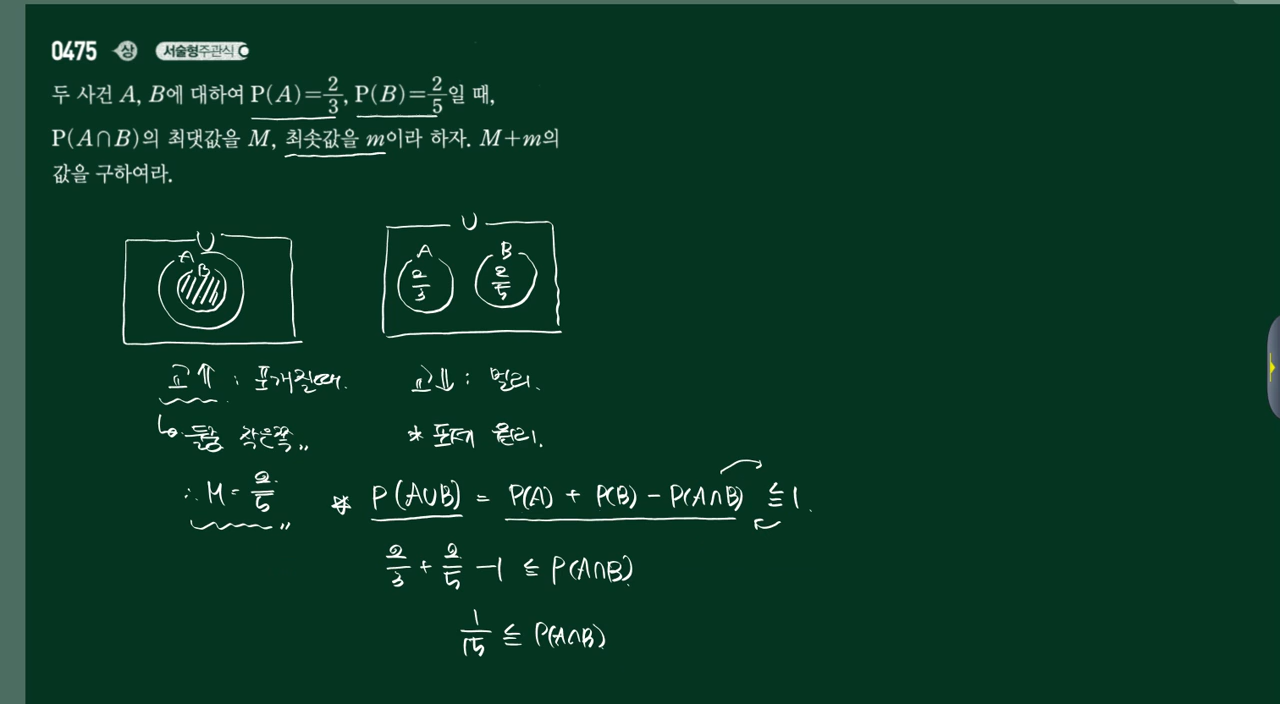 0475 상 서술형주관식
두 사건 A, B에 대하여 P(A)=2/3, P(B)=2/5일 때,
P(A∩B)의 최댓값을 M, 최솟값을 m이라 하자. M+m의
값을 구하여라.
U
A
B
U
A B
2/3 2/5
교⇑ : 포개질때. 교⇓ : 멀리.
↳ 둘중 작은쪽〃 * 전체 울리.
∴ M = 2/5〃 * P(A∪B) = P(A) + P(B) - P(A∩B) ≦ 1.
2/3 + 2/5 - 1 ≦ P(A∩B)
1/15 ≦ P(A∩B)